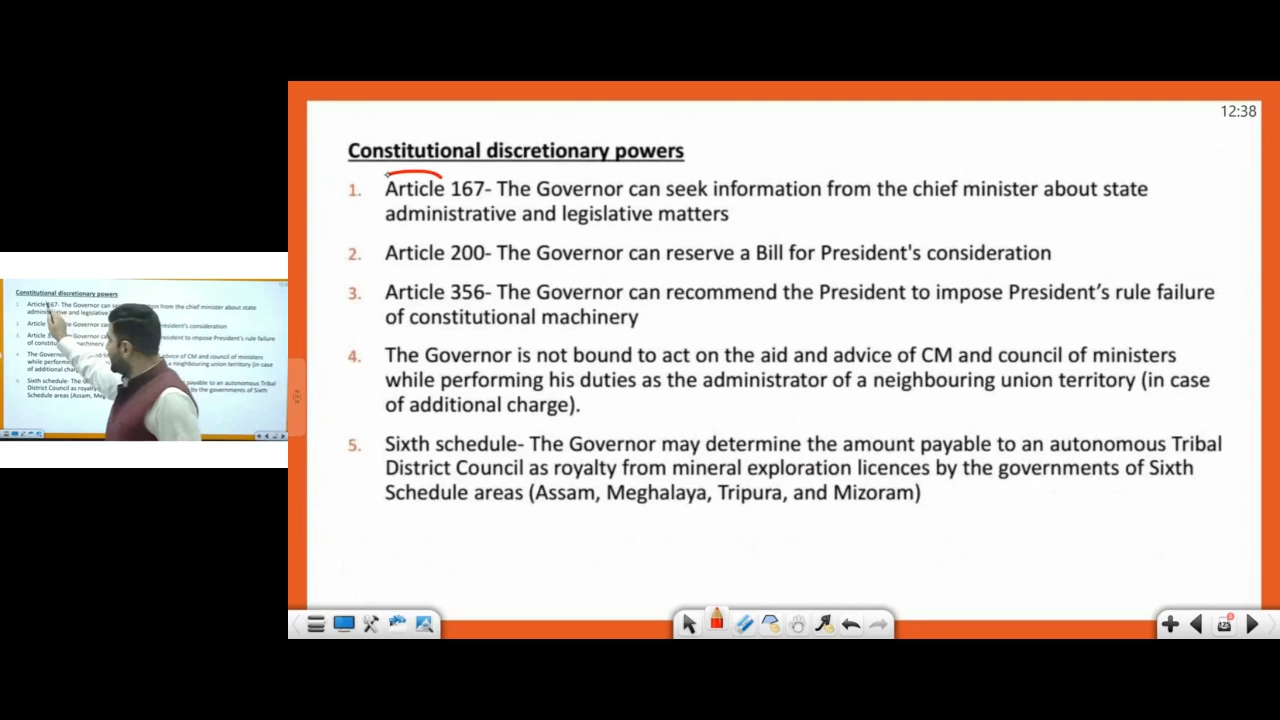 12:38
Constitutional discretionary powers
1. Article 167- The Governor can seek information from the chief minister about state
administrative and legislative matters
2. Article 200- The Governor can reserve a Bill for President's consideration
3. Article 356- The Governor can recommend the President to impose President’s rule failure
of constitutional machinery
4. The Governor is not bound to act on the aid and advice of CM and council of ministers
while performing his duties as the administrator of a neighbouring union territory (in case
of additional charge).
5. Sixth schedule- The Governor may determine the amount payable to an autonomous Tribal
District Council as royalty from mineral exploration licences by the governments of Sixth
Schedule areas (Assam, Meghalaya, Tripura, and Mizoram)
Constitutional discretionary powers